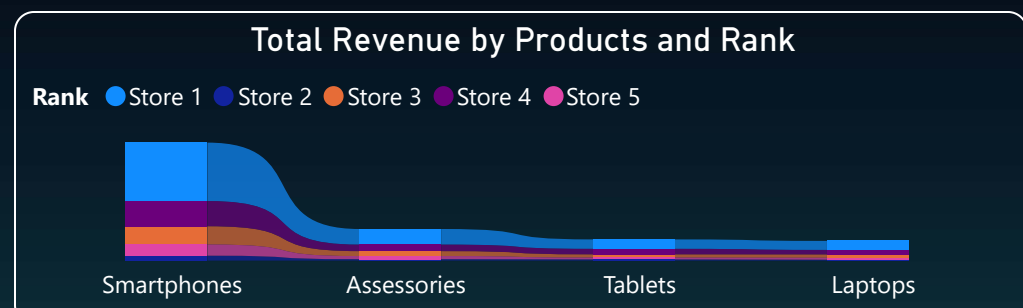 Total Revenue by Products and Rank
Rank Store 1 Store 2 Store 3 Store 4 Store 5
Smartphones Assessories Tablets Laptops